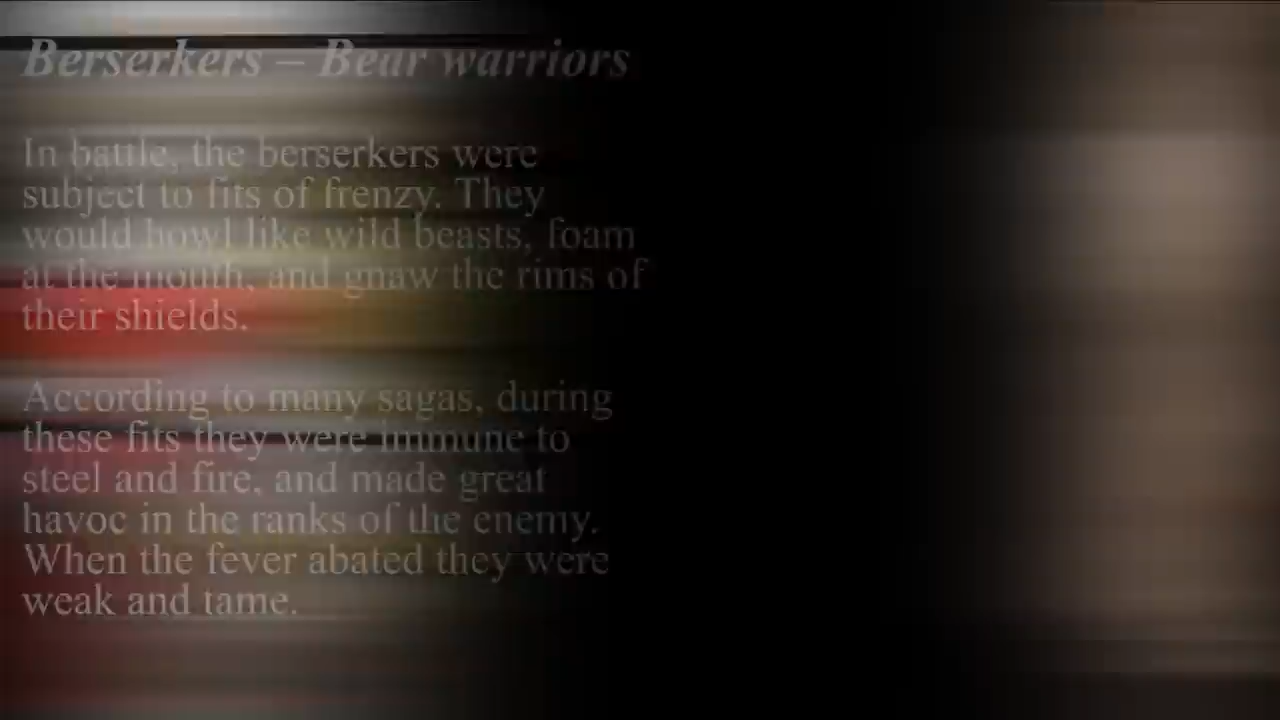 Berserkers – Bear warriors
In battle, the berserkers were
subject to fits of frenzy. They
would howl like wild beasts, foam
at the mouth, and gnaw the rims of
their shields.
According to many sagas, during
these fits they were immune to
steel and fire, and made great
havoc in the ranks of the enemy.
When the fever abated they were
weak and tame.